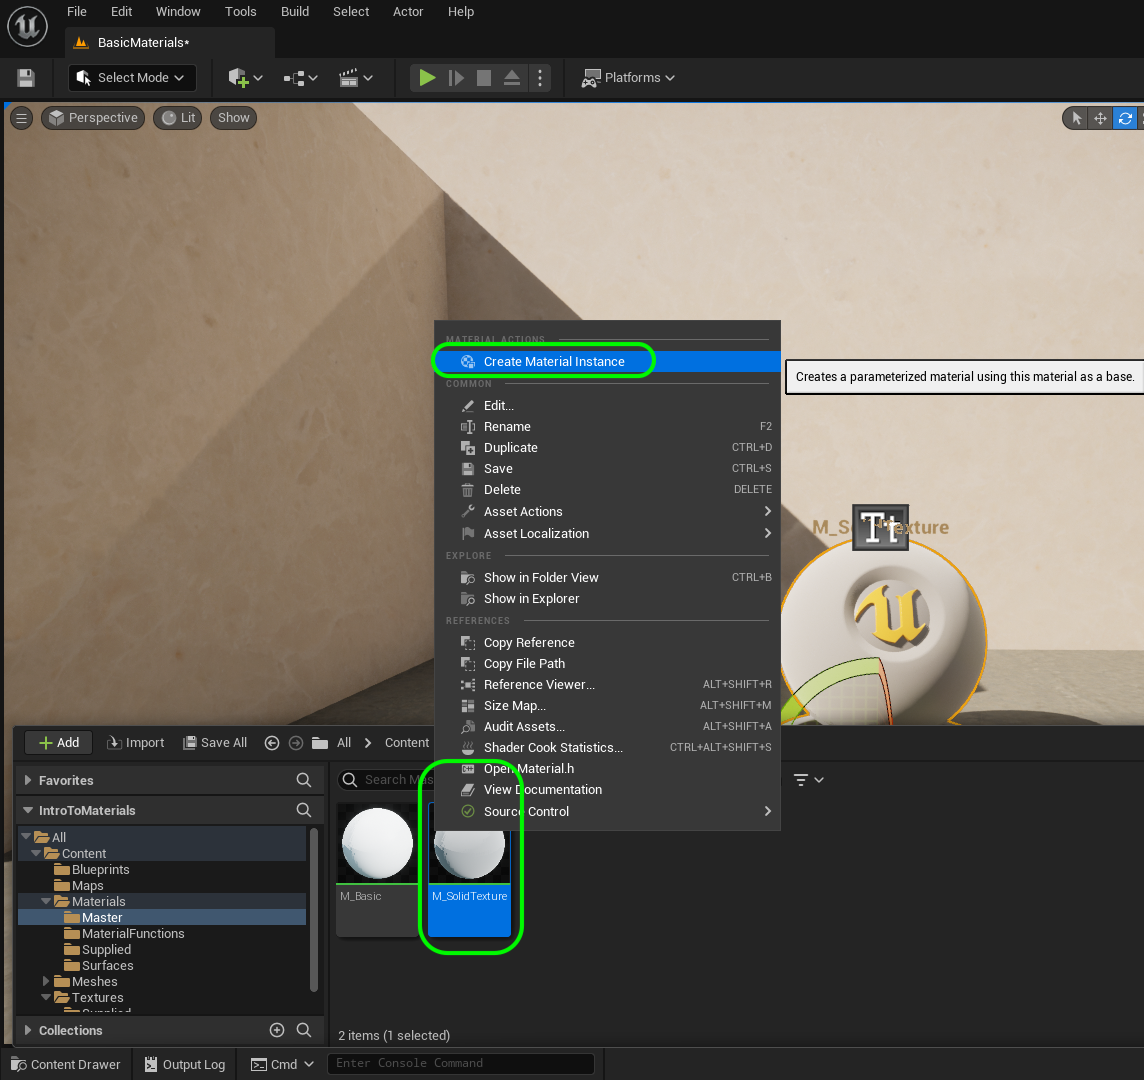 File Edit Window Tools Build Select Actor Help
BasicMaterials*
Select Mode
Platforms
Perspective Lit Show
MATERIAL ACTIONS
Create Material Instance
Creates a parameterized material using this material as a base.
COMMON
Edit...
Rename F2
Duplicate CTRL+D
Save CTRL+S
Delete DELETE
Asset Actions
Asset Localization
EXPLORE
Show in Folder View CTRL+B
Show in Explorer
REFERENCES
Copy Reference
Copy File Path
Reference Viewer... ALT+SHIFT+R
Size Map... ALT+SHIFT+M
Audit Assets... ALT+SHIFT+A
Shader Cook Statistics... CTRL+ALT+SHIFT+S
Open Material.h
View Documentation
Source Control
Tt
Add Import Save All All Content
Favorites
Search
IntroToMaterials
All
Content
Blueprints
Maps
Materials
Master
MaterialFunctions
Supplied
Surfaces
Meshes
Textures
Supplied
Collections
M_Basic M_SolidTexture
2 items (1 selected)
Content Drawer Output Log Cmd Enter Console Command